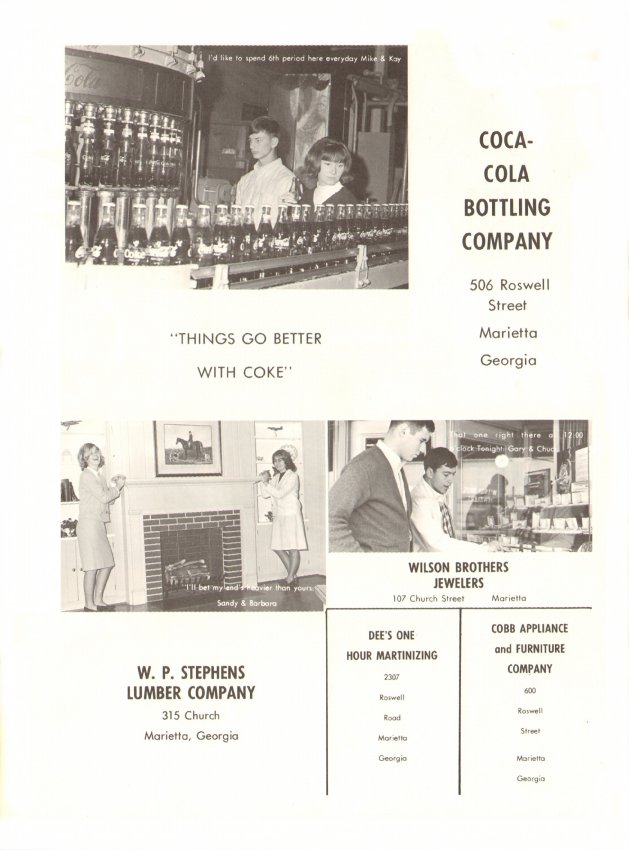 I'd like to spend 6th period here everyday Mike & Kay
Cola
COCA-
COLA
BOTTLING
COMPANY
506 Roswell
Street
Marietta
Georgia
"THINGS GO BETTER
WITH COKE"
That one right there at 12:00
o'clock Tonight: Gary & Chuck
"I'll bet my end's heavier than yours."
Sandy & Barbara
WILSON BROTHERS
JEWELERS
107 Church Street Marietta
W. P. STEPHENS
LUMBER COMPANY
315 Church
Marietta, Georgia
DEE'S ONE
HOUR MARTINIZING
2307
Roswell
Road
Marietta
Georgia
COBB APPLIANCE
and FURNITURE
COMPANY
600
Roswell
Street
Marietta
Georgia